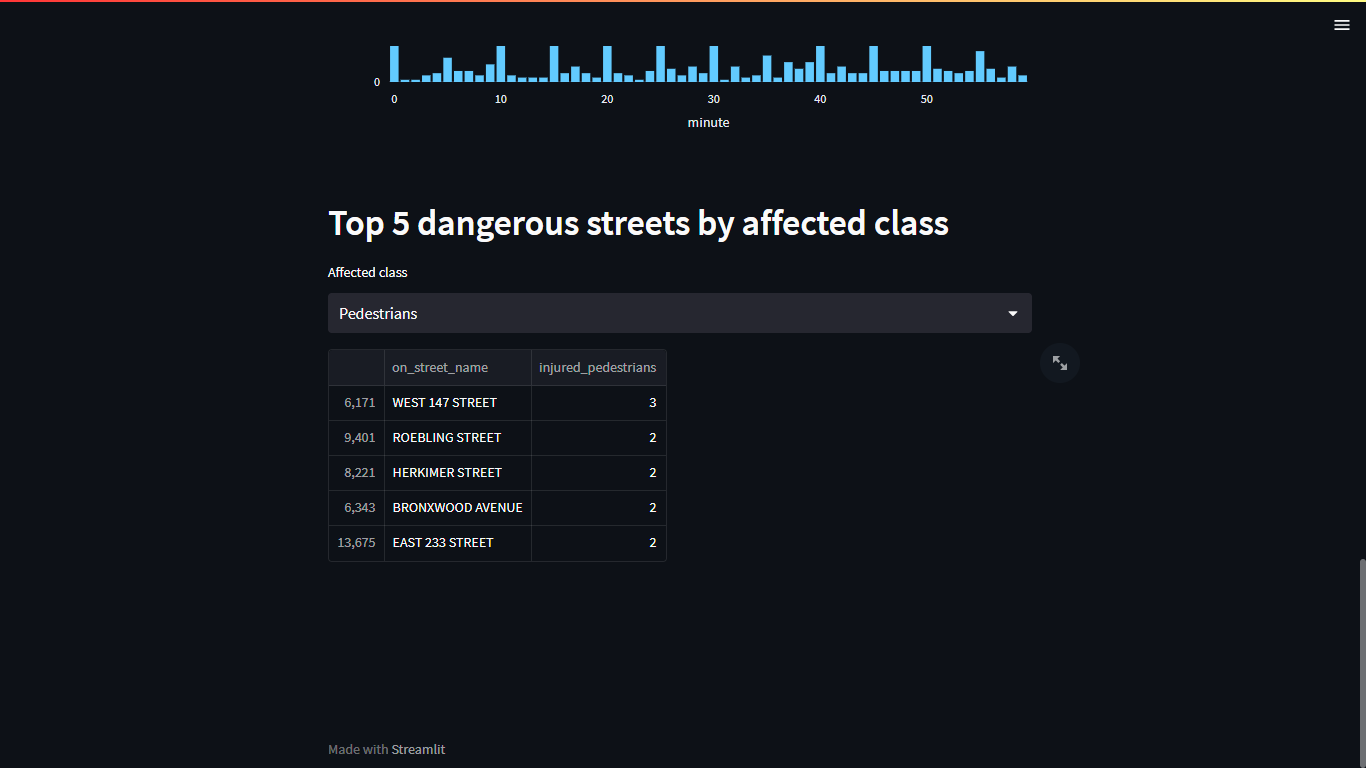 0
0 10 20 30 40 50
minute
Top 5 dangerous streets by affected class
Affected class
Pedestrians
on_street_name injured_pedestrians
6,171 WEST 147 STREET 3
9,401 ROEBLING STREET 2
8,221 HERKIMER STREET 2
6,343 BRONXWOOD AVENUE 2
13,675 EAST 233 STREET 2
Made with Streamlit